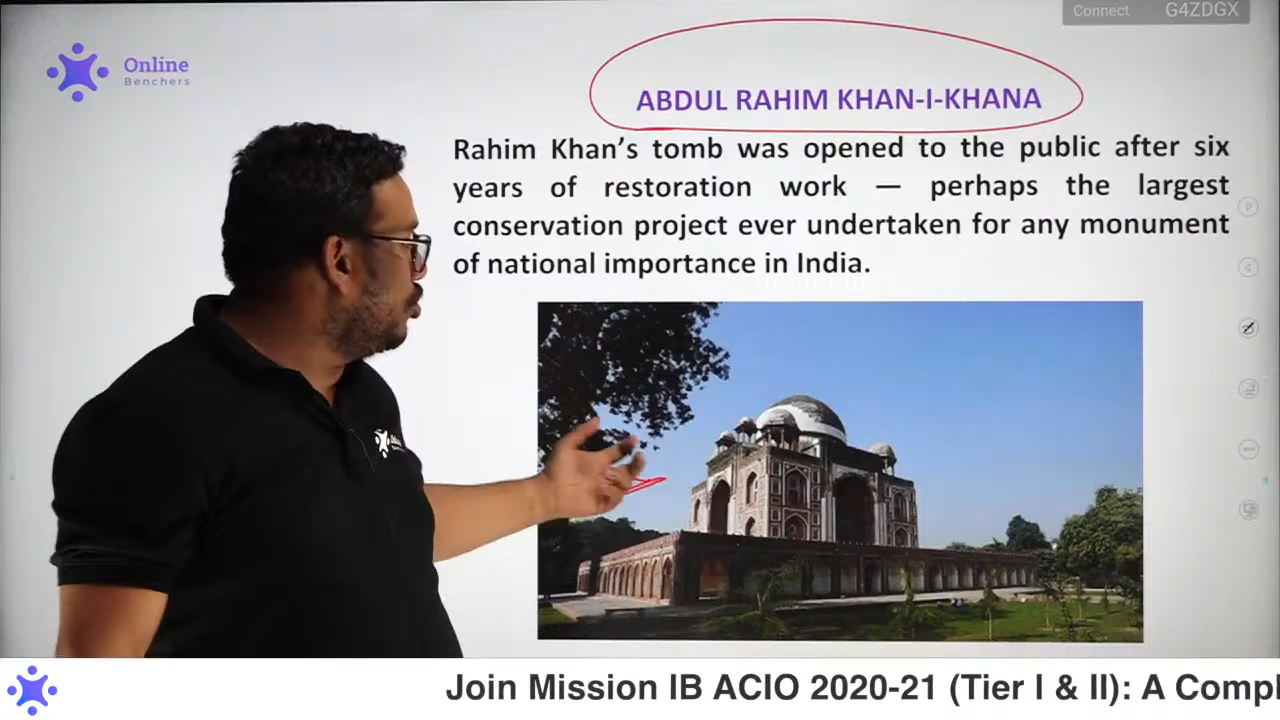 Connect G4ZDGX
Online
Benchers
ABDUL RAHIM KHAN-I-KHANA
Rahim Khan's tomb was opened to the public after six
years of restoration work — perhaps the largest
conservation project ever undertaken for any monument
of national importance in India.
Join Mission IB ACIO 2020-21 (Tier I & II): A Compl